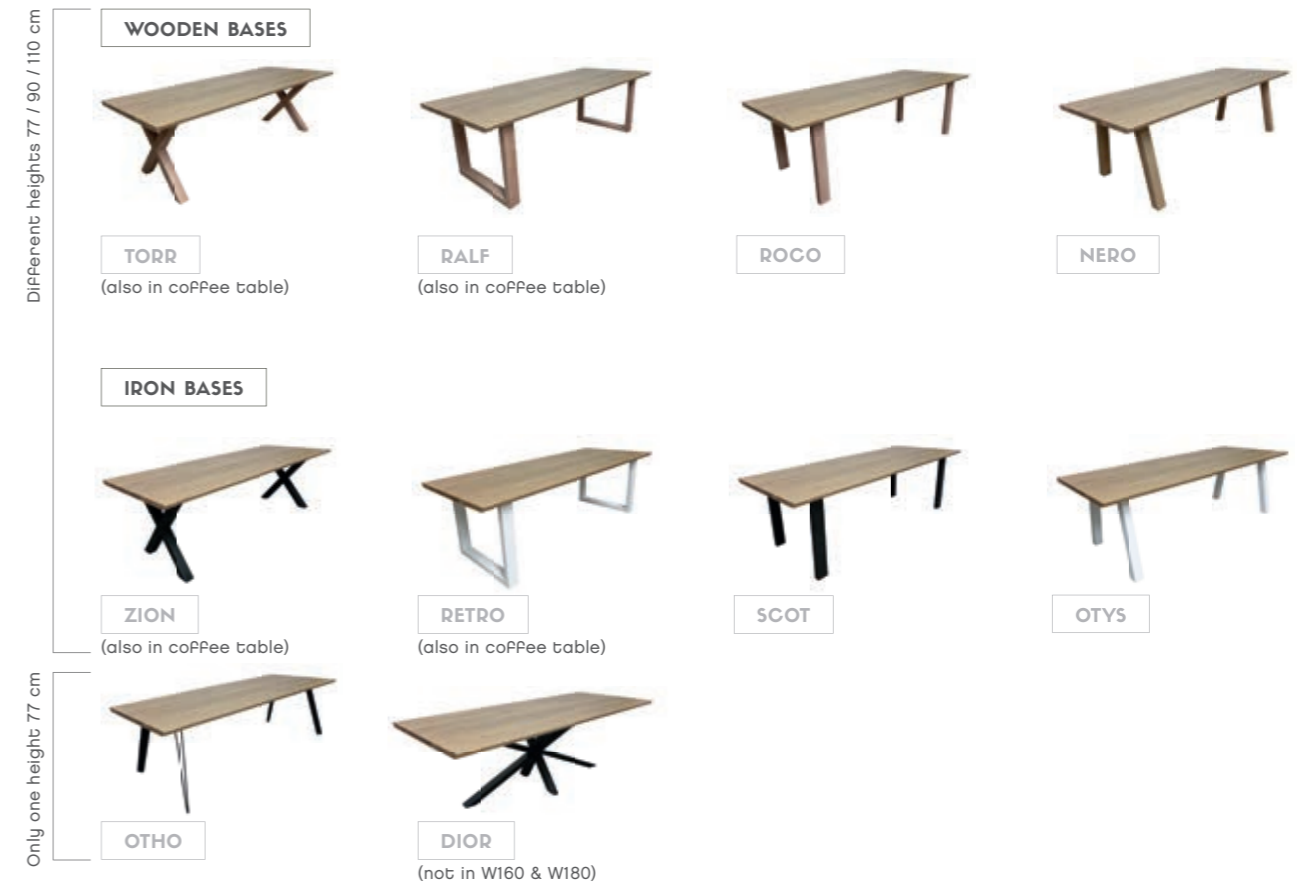 Different heights 77 / 90 / 110 cm
WOODEN BASES
TORR
(also in coffee table)
RALF
(also in coffee table)
ROCO
NERO
IRON BASES
ZION
(also in coffee table)
RETRO
(also in coffee table)
SCOT
OTYS
Only one height 77 cm
OTHO
DIOR
(not in W160 & W180)